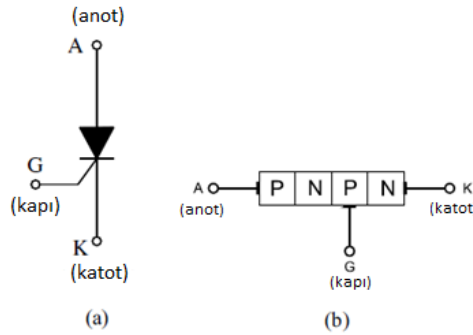 (anot)
A
G
(kapı)
K
(katot)
(a)
A
(anot)
P N P N
K
(katot
G
(kapı)
(b)